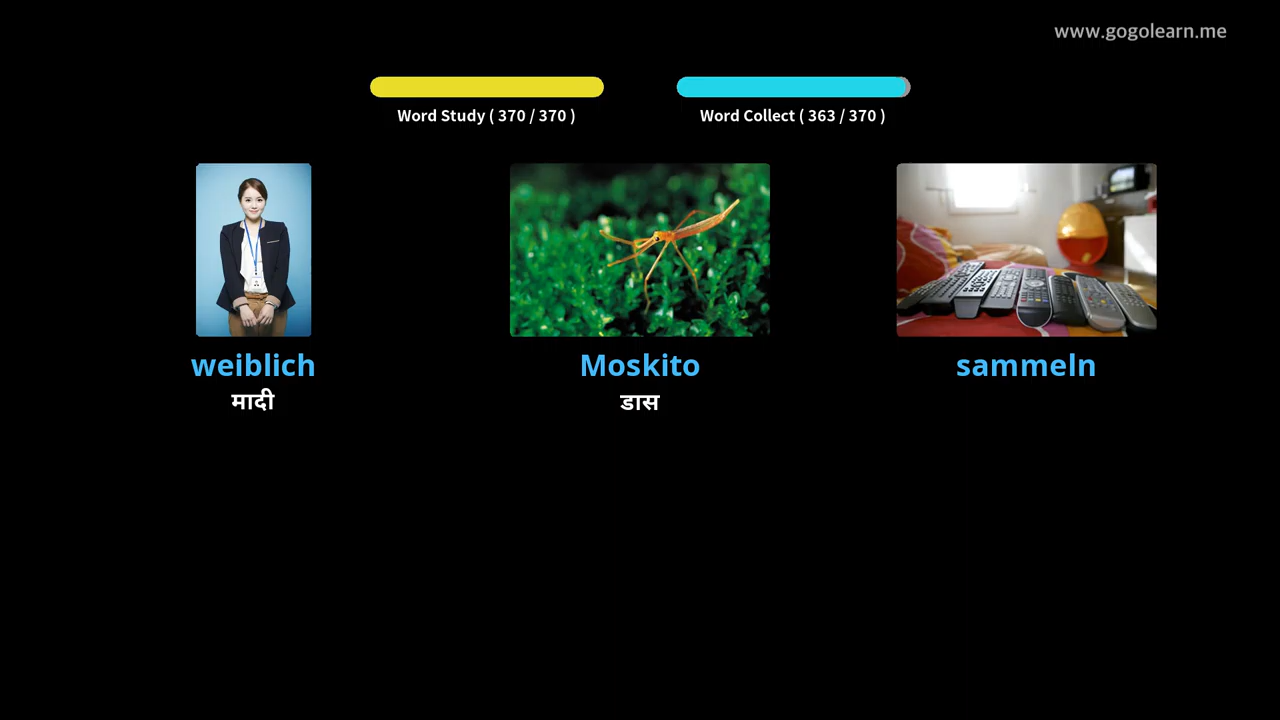 www.gogolearn.me
Word Study ( 370 / 370 )
Word Collect ( 363 / 370 )
weiblich
Moskito
sammeln
मादी
डास